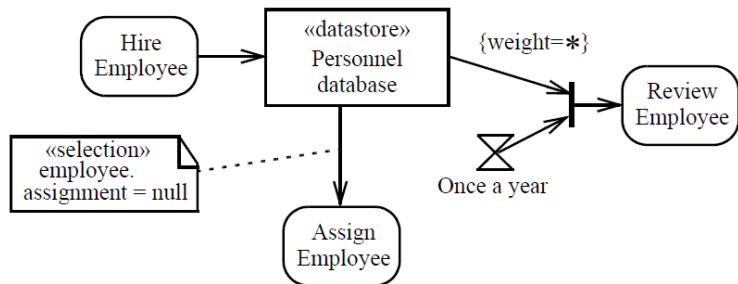 Hire
Employee
«datastore»
Personnel
database
{weight=*}
Review
Employee
«selection»
employee.
assignment = null
Once a year
Assign
Employee